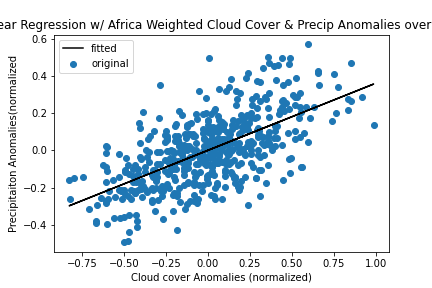 ear Regression w/ Africa Weighted Cloud Cover & Precip Anomalies over
0.6
0.4
0.2
0.0
−0.2
−0.4
Precipitaiton Anomalies(normalized
fitted
original
−0.75 −0.50 −0.25 0.00 0.25 0.50 0.75 1.00
Cloud cover Anomalies (normalized)